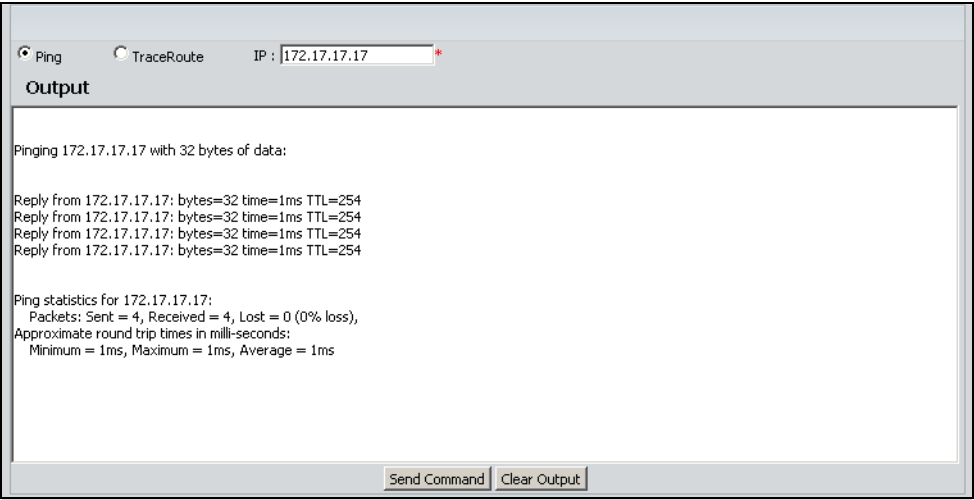 Ping TraceRoute IP : 172.17.17.17 *
Output
Pinging 172.17.17.17 with 32 bytes of data:
Reply from 172.17.17.17: bytes=32 time=1ms TTL=254
Reply from 172.17.17.17: bytes=32 time=1ms TTL=254
Reply from 172.17.17.17: bytes=32 time=1ms TTL=254
Reply from 172.17.17.17: bytes=32 time=1ms TTL=254
Ping statistics for 172.17.17.17:
Packets: Sent = 4, Received = 4, Lost = 0 (0% loss),
Approximate round trip times in milli-seconds:
Minimum = 1ms, Maximum = 1ms, Average = 1ms
Send Command Clear Output